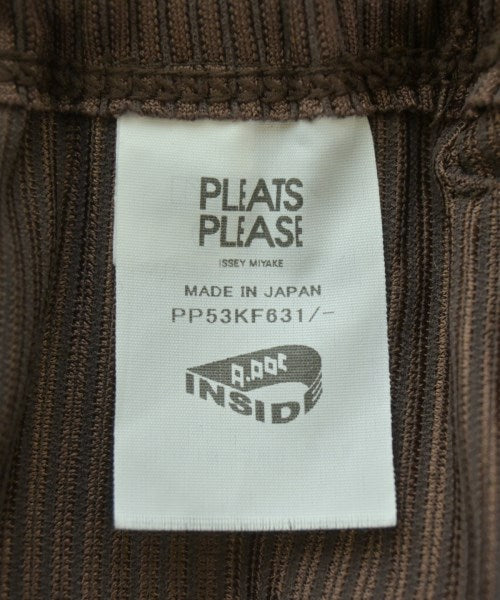 PLEATS
PLEASE
ISSEY MIYAKE
MADE IN JAPAN
PP53KF631/-
A.POC
INSIDE